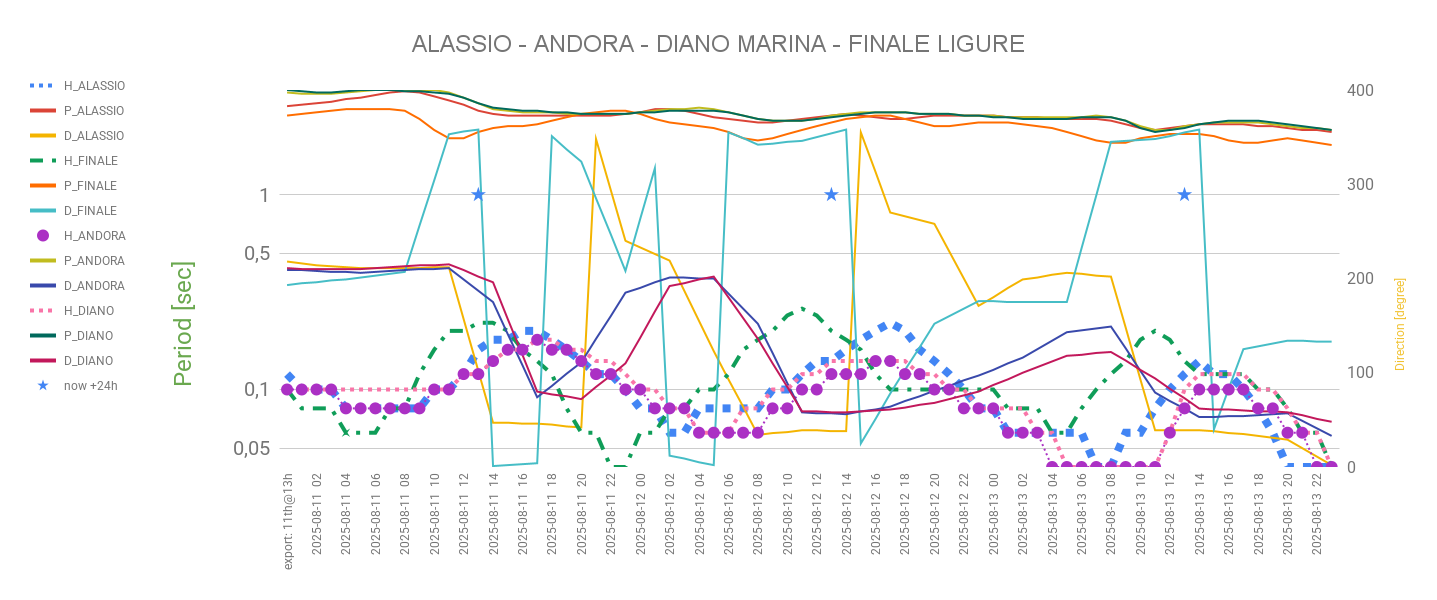 ALASSIO - ANDORA - DIANO MARINA - FINALE LIGURE
H_ALASSIO
P_ALASSIO
D_ALASSIO
H_FINALE
P_FINALE
D_FINALE
H_ANDORA
P_ANDORA
D_ANDORA
H_DIANO
P_DIANO
D_DIANO
now +24h
Period [sec]
1
0,5
0,1
0,05
400
300
200
100
0
Direction [degree]
export: 11th@13h
2025-08-11 02
2025-08-11 04
2025-08-11 06
2025-08-11 08
2025-08-11 10
2025-08-11 12
2025-08-11 14
2025-08-11 16
2025-08-11 18
2025-08-11 20
2025-08-11 22
2025-08-12 00
2025-08-12 02
2025-08-12 04
2025-08-12 06
2025-08-12 08
2025-08-12 10
2025-08-12 12
2025-08-12 14
2025-08-12 16
2025-08-12 18
2025-08-12 20
2025-08-12 22
2025-08-13 00
2025-08-13 02
2025-08-13 04
2025-08-13 06
2025-08-13 08
2025-08-13 10
2025-08-13 12
2025-08-13 14
2025-08-13 16
2025-08-13 18
2025-08-13 20
2025-08-13 22